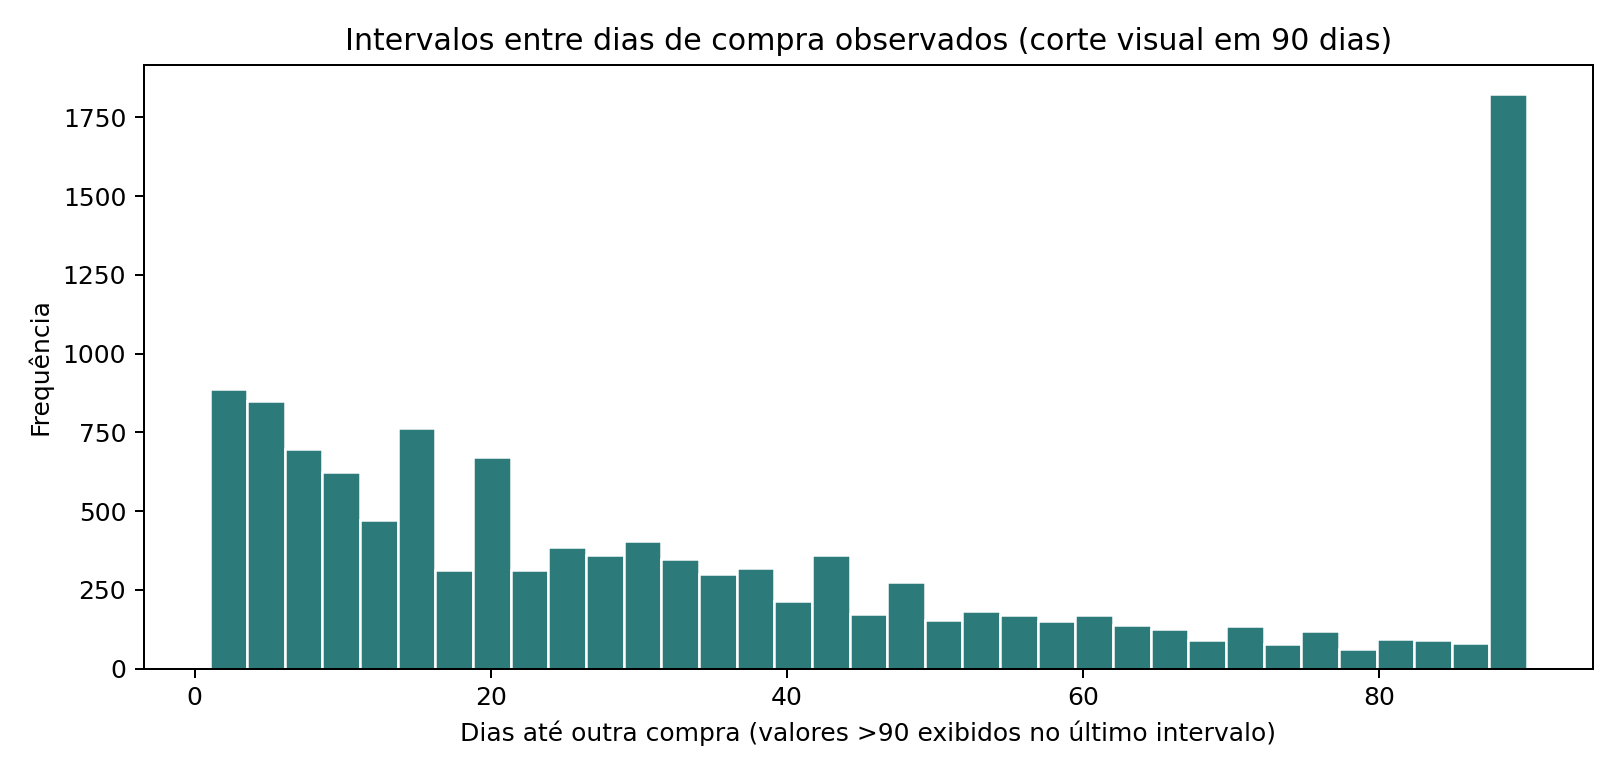 Intervalos entre dias de compra observados (corte visual em 90 dias)
1750
1500
1250
1000
750
500
250
0
Frequência
0 20 40 60 80
Dias até outra compra (valores >90 exibidos no último intervalo)